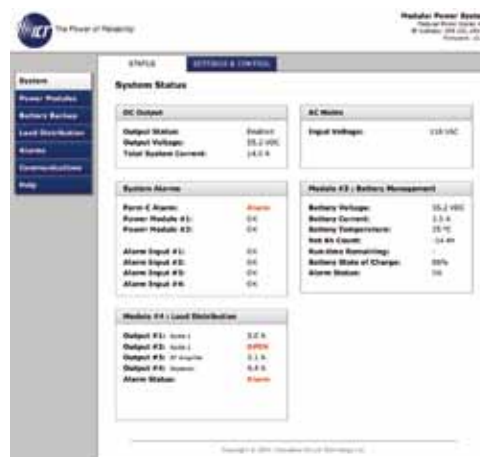 ICT
The Power of Reliability
Modular Power System
STATUS
SETTINGS & CONTROL
System
Power Modules
Battery Backup
Load Distribution
Alarms
Communications
Help
System Status
DC Output
Output Status: Enabled
Output Voltage: 55.2 VDC
Total System Current: 14.0 A
AC Mains
Input Voltage: 118 VAC
System Alarms
Form C Alarm: Alarm
Power Module #1: OK
Power Module #2: OK
Alarm Input #1: OK
Alarm Input #2: OK
Alarm Input #3: OK
Alarm Input #4: OK
Module #3 : Battery Management
Battery Voltage: 55.2 VDC
Battery Current:
Battery Temperature: 25 °C
Net Ah Count:
Run-time Remaining: -
Battery State of Charge:
Alarm Status: OK
Module #4 : Load Distribution
Output #1:
Output #2: OPEN
Output #3: 3.1 A
Output #4:
Alarm Status: Alarm